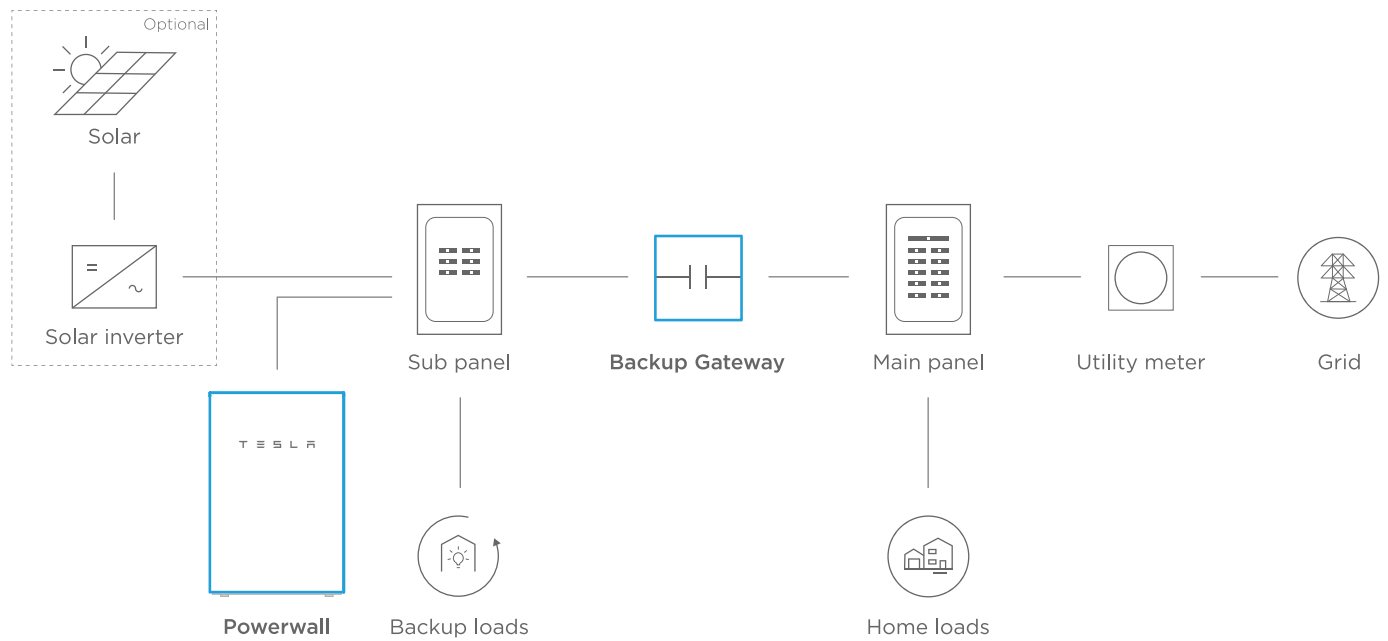 Optional
Solar
Solar inverter
Sub panel
Backup Gateway
Main panel
Utility meter
Grid
TESLA
Powerwall
Backup loads
Home loads